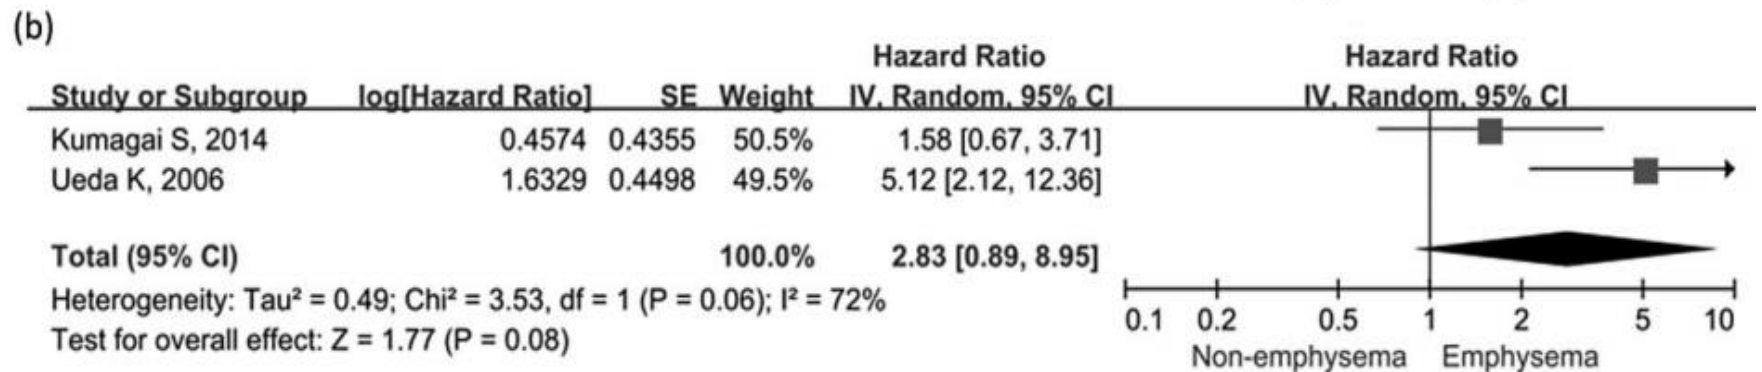 (b)
Hazard Ratio Hazard Ratio
Study or Subgroup log[Hazard Ratio] SE Weight IV, Random, 95% CI IV, Random, 95% CI
Kumagai S, 2014 0.4574 0.4355 50.5% 1.58 [0.67, 3.71]
Ueda K, 2006 1.6329 0.4498 49.5% 5.12 [2.12, 12.36]
Total (95% CI) 100.0% 2.83 [0.89, 8.95]
Heterogeneity: Tau² = 0.49; Chi² = 3.53, df = 1 (P = 0.06); I² = 72%
Test for overall effect: Z = 1.77 (P = 0.08)
0.1 0.2 0.5 1 2 5 10
Non-emphysema Emphysema